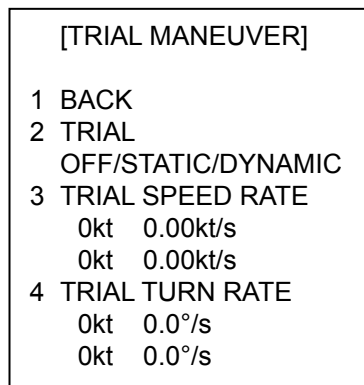 [TRIAL MANEUVER]
1 BACK
2 TRIAL
OFF/STATIC/DYNAMIC
3 TRIAL SPEED RATE
0kt 0.00kt/s
0kt 0.00kt/s
4 TRIAL TURN RATE
0kt 0.0°/s
0kt 0.0°/s